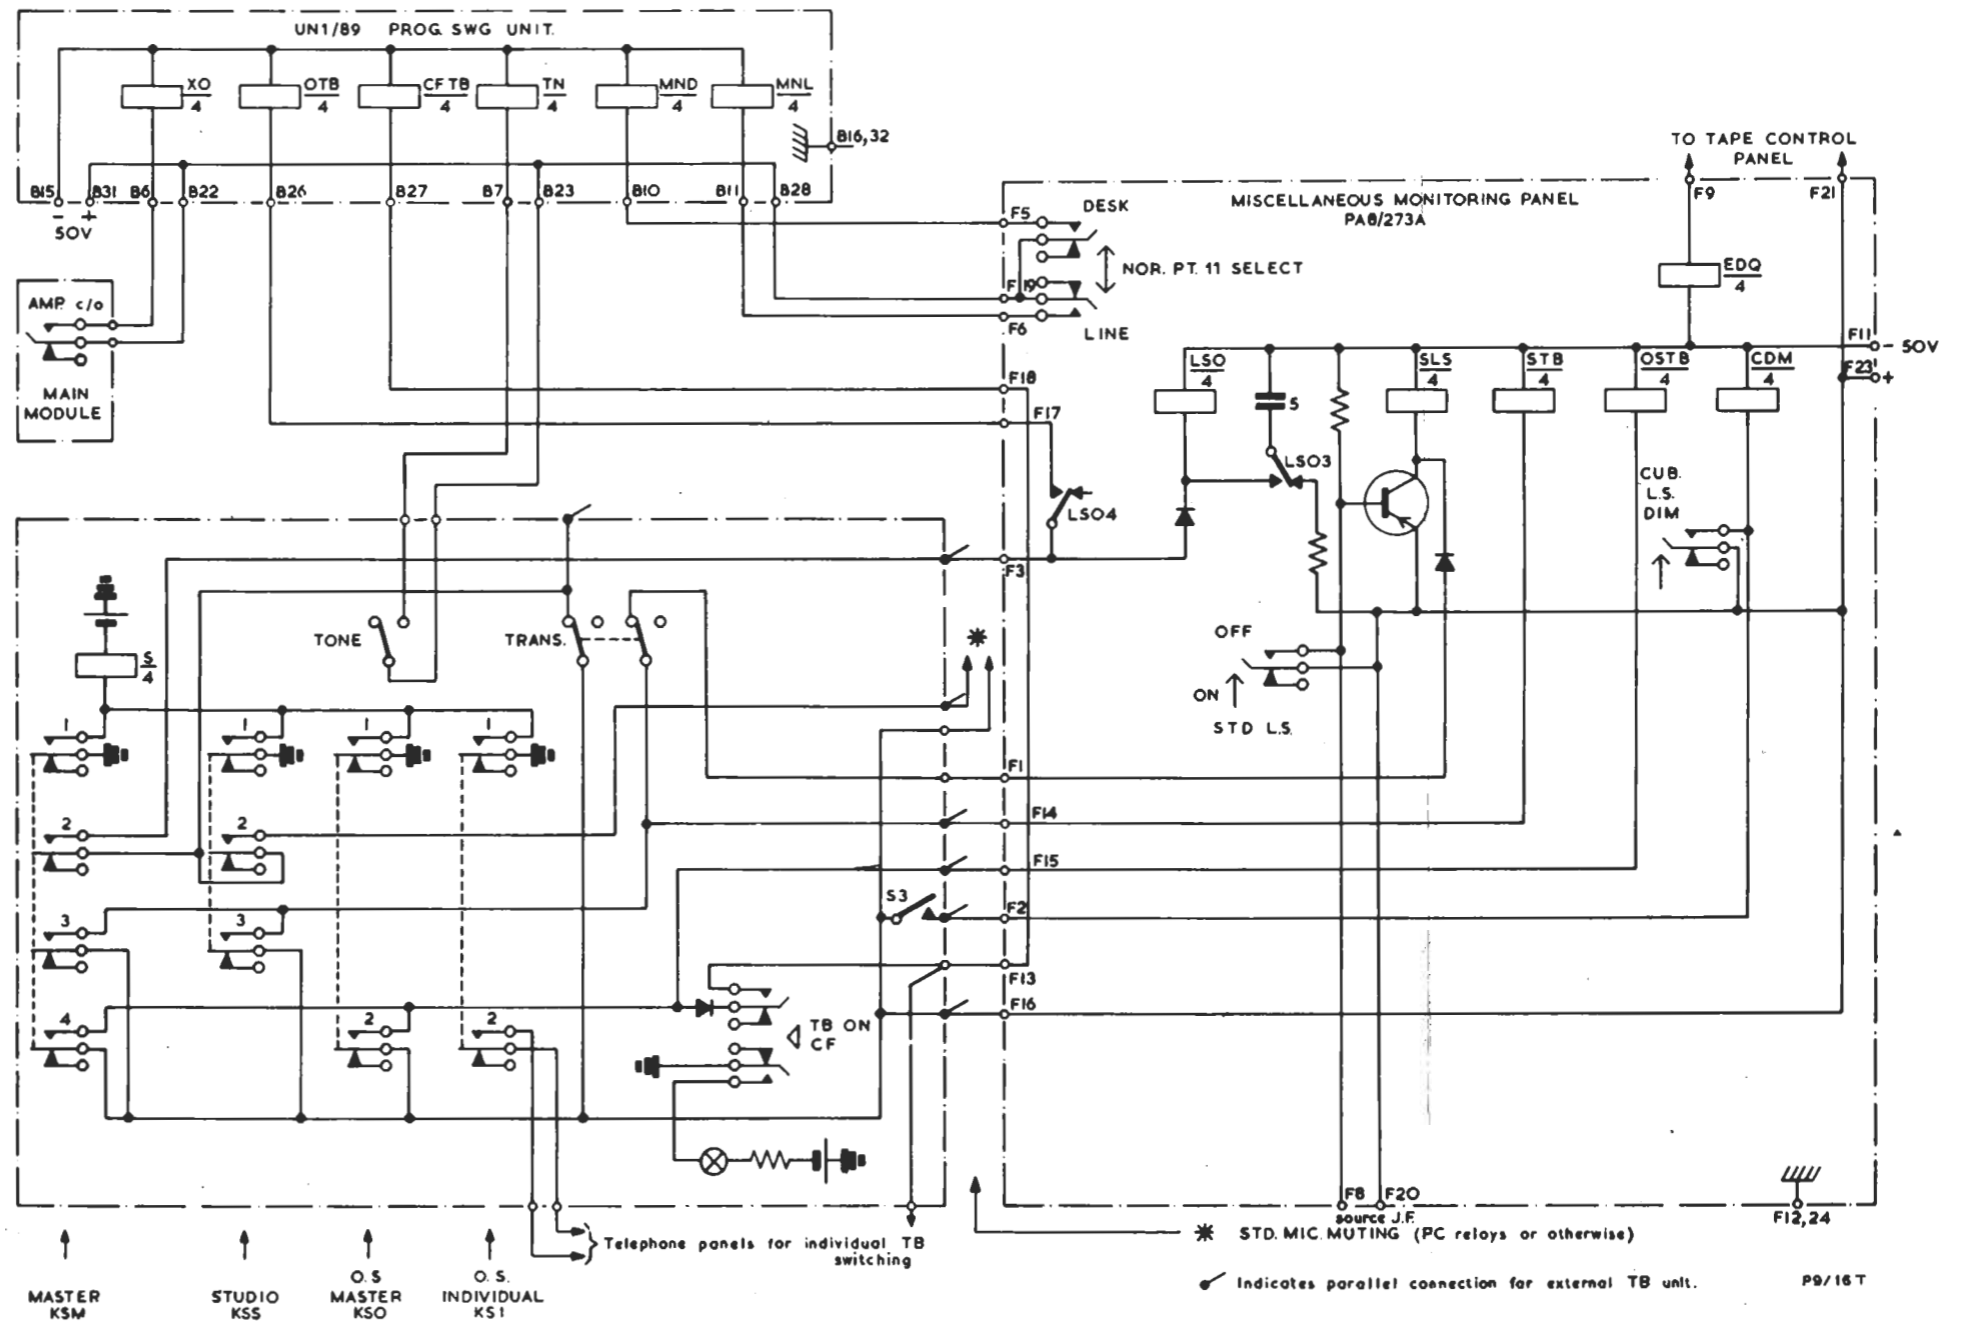 UN1/89 PROG. SWG UNIT.
XO
4
OTB
4
CFTB
4
TN
4
MND
4
MNL
4
B16,32
B15
B31
B6
B22
B26
B27
B7
B23
B10
B11
B28
- +
50V
AMP. c/o
MAIN
MODULE
TO TAPE CONTROL
PANEL
F9
F21
MISCELLANEOUS MONITORING PANEL
PA8/273A
F5
DESK
NOR. PT. 11 SELECT
F19
F6
LINE
EDQ
4
F11
- 50V
F23
+
F18
F17
LSO
4
5
SLS
4
STB
4
OSTB
4
CDM
4
LSO3
LSO4
CUB.
L.S.
DIM
F3
OFF
ON
STD L.S.
TONE
TRANS.
S
4
*
1
1
1
1
F1
2
2
F14
F15
S3
F2
3
3
F13
F16
4
2
2
TB ON
CF
F8
F20
source J.F.
F12,24
Telephone panels for individual TB
switching
* STD. MIC. MUTING (PC relays or otherwise)
Indicates parallel connection for external TB unit.
P9/16T
MASTER
KSM
STUDIO
KSS
O.S
MASTER
KSO
O.S.
INDIVIDUAL
KS1